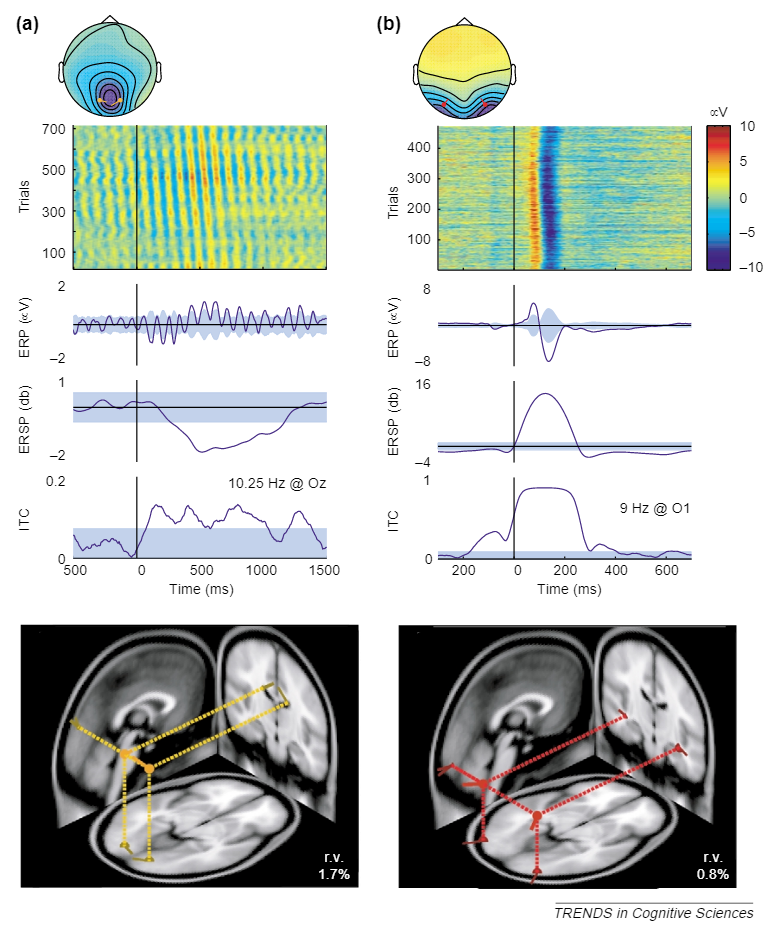 (a)
700
500
300
100
Trials
2
–2
ERP (∝V)
1
–2
ERSP (db)
10.25 Hz @ Oz
0.2
0
ITC
500 0 500 1000 1500
Time (ms)
r.v.
1.7%
(b)
∝V
10
5
0
–5
–10
400
300
200
100
Trials
8
–8
ERP (∝V)
16
–4
ERSP (db)
9 Hz @ O1
1
0
ITC
200 0 200 400 600
Time (ms)
r.v.
0.8%
TRENDS in Cognitive Sciences